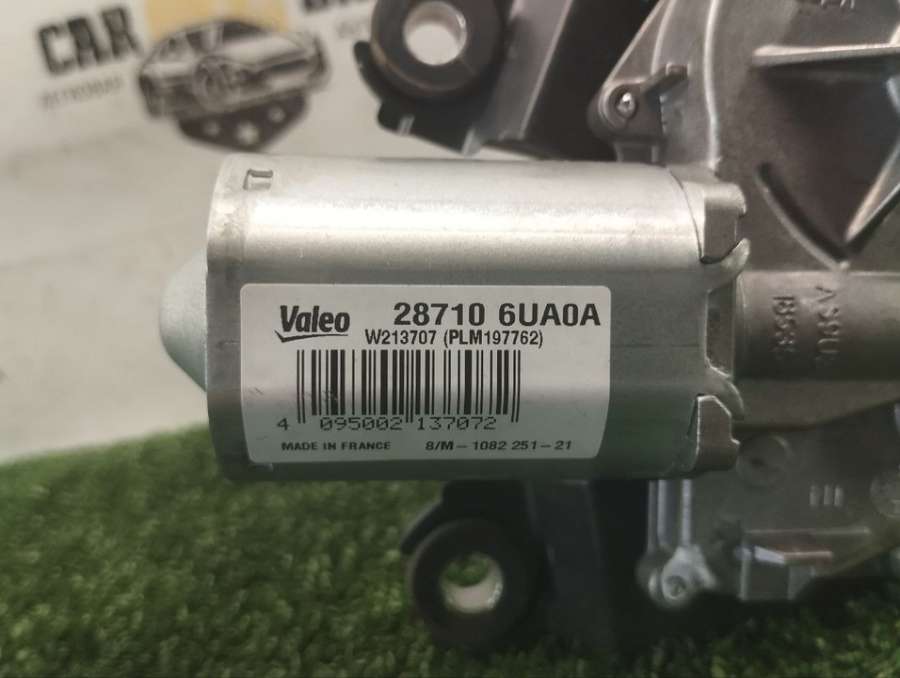 CAR
Valeo 28710 6UA0A
W213707 (PLM197762)
4 095002 137072
MADE IN FRANCE 8/M-1082 251-21